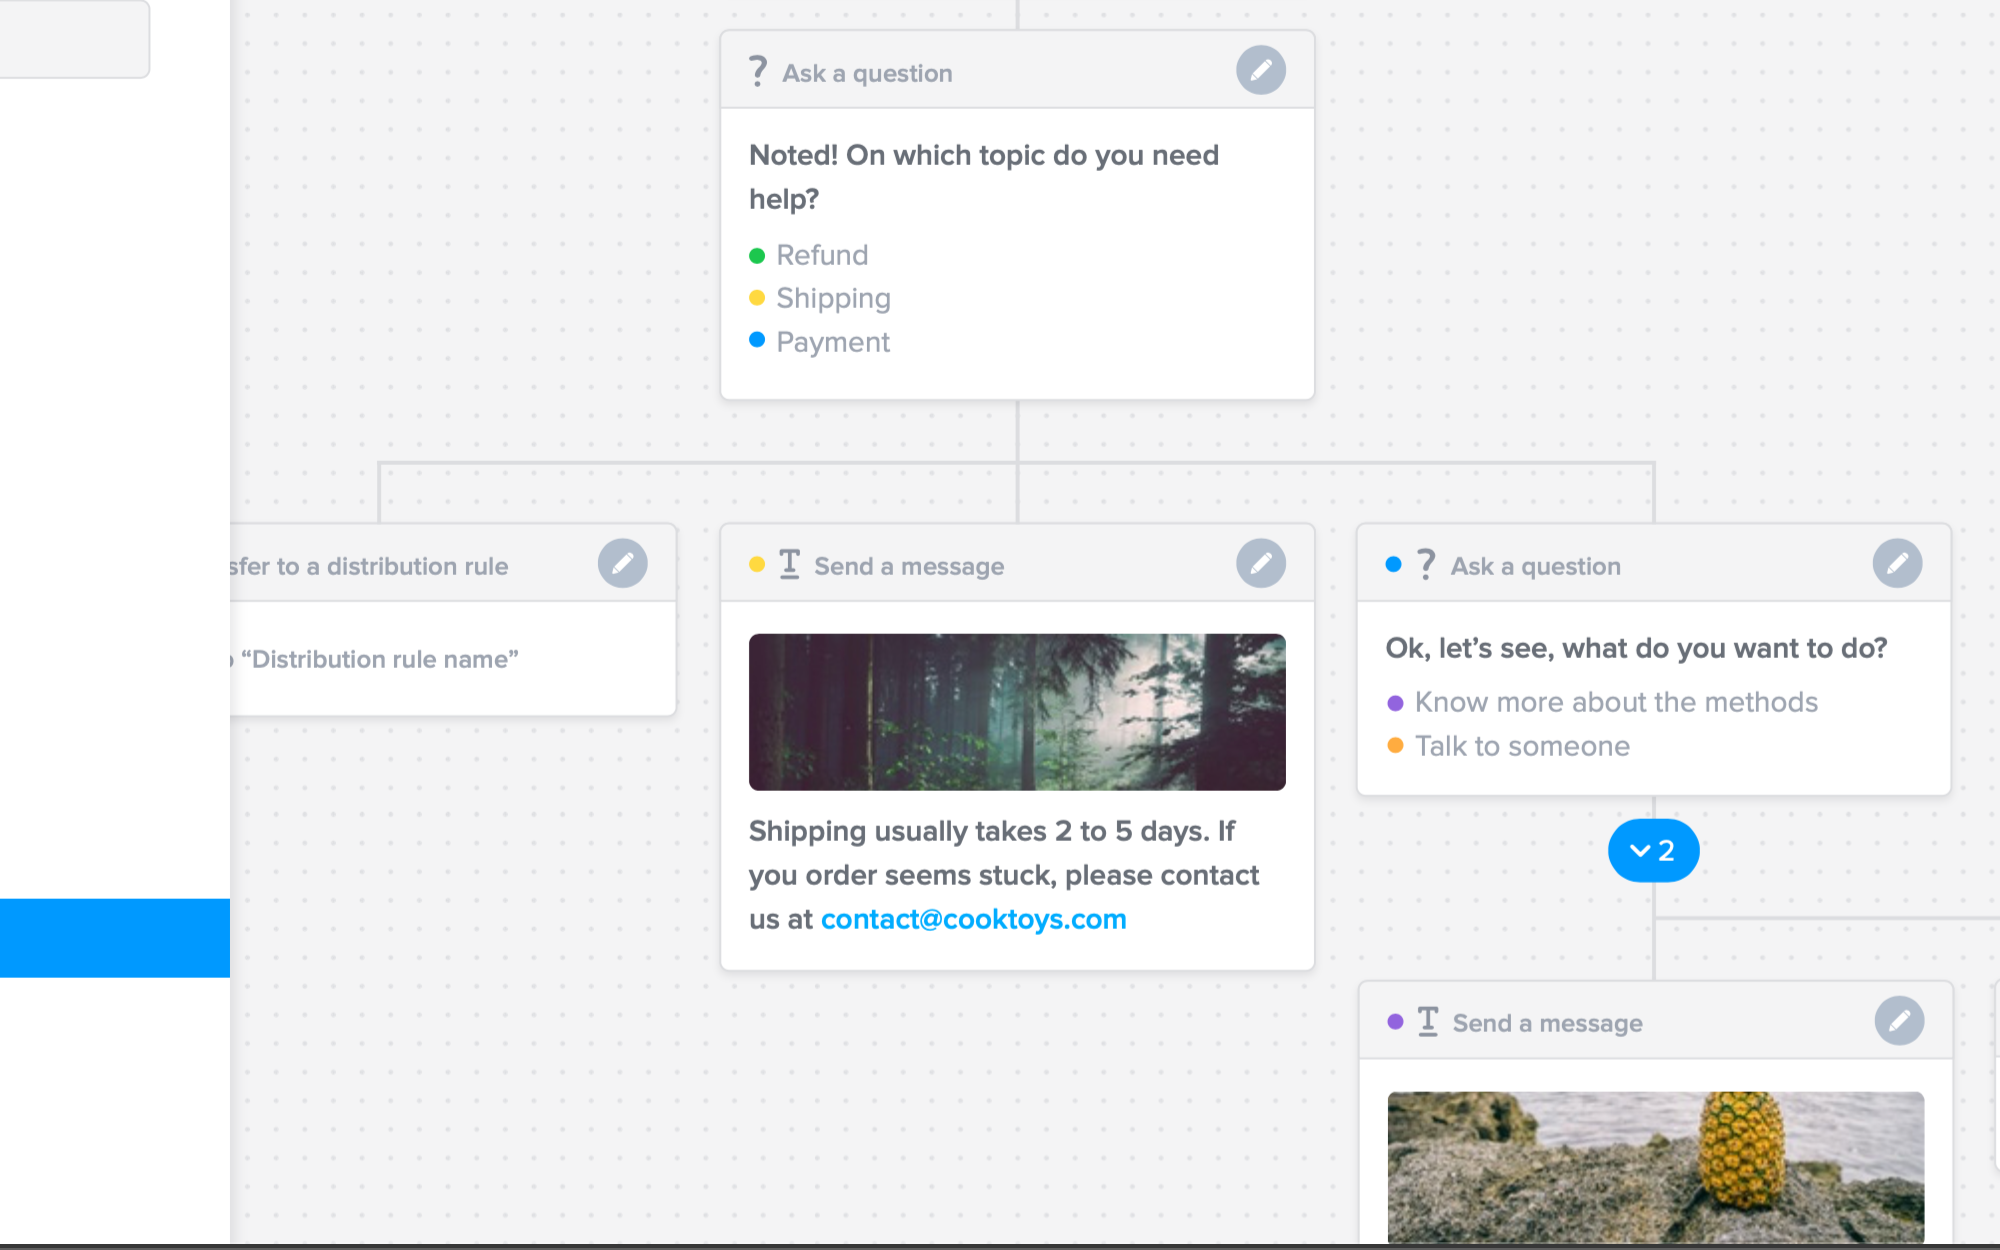 Ask a question
Noted! On which topic do you need
help?
Refund
Shipping
Payment
sfer to a distribution rule
“Distribution rule name”
Send a message
Shipping usually takes 2 to 5 days. If
you order seems stuck, please contact
us at contact@cooktoys.com
Ask a question
Ok, let’s see, what do you want to do?
Know more about the methods
Talk to someone
2
Send a message